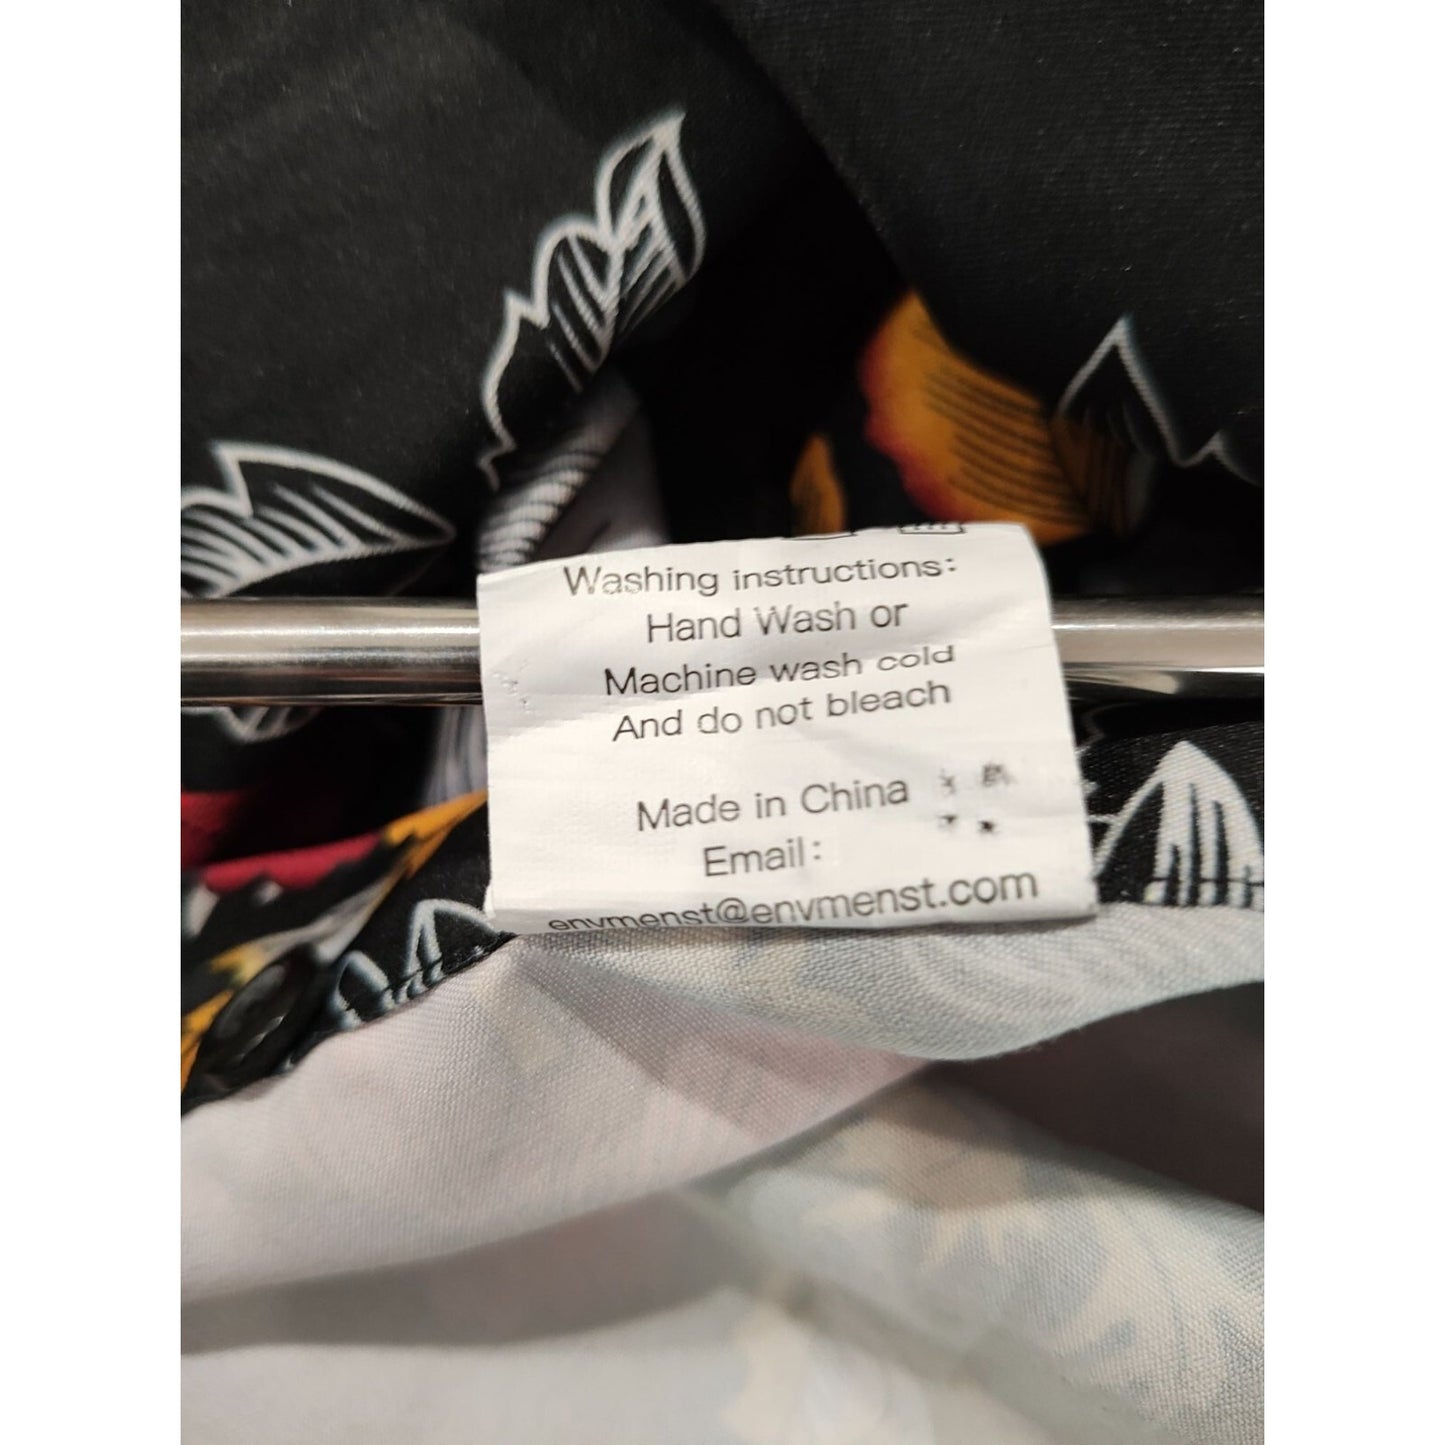 Washing instructions:
Hand Wash or
Machine wash cold
And do not bleach
Made in China
Email:
envmenst@envmenst.com